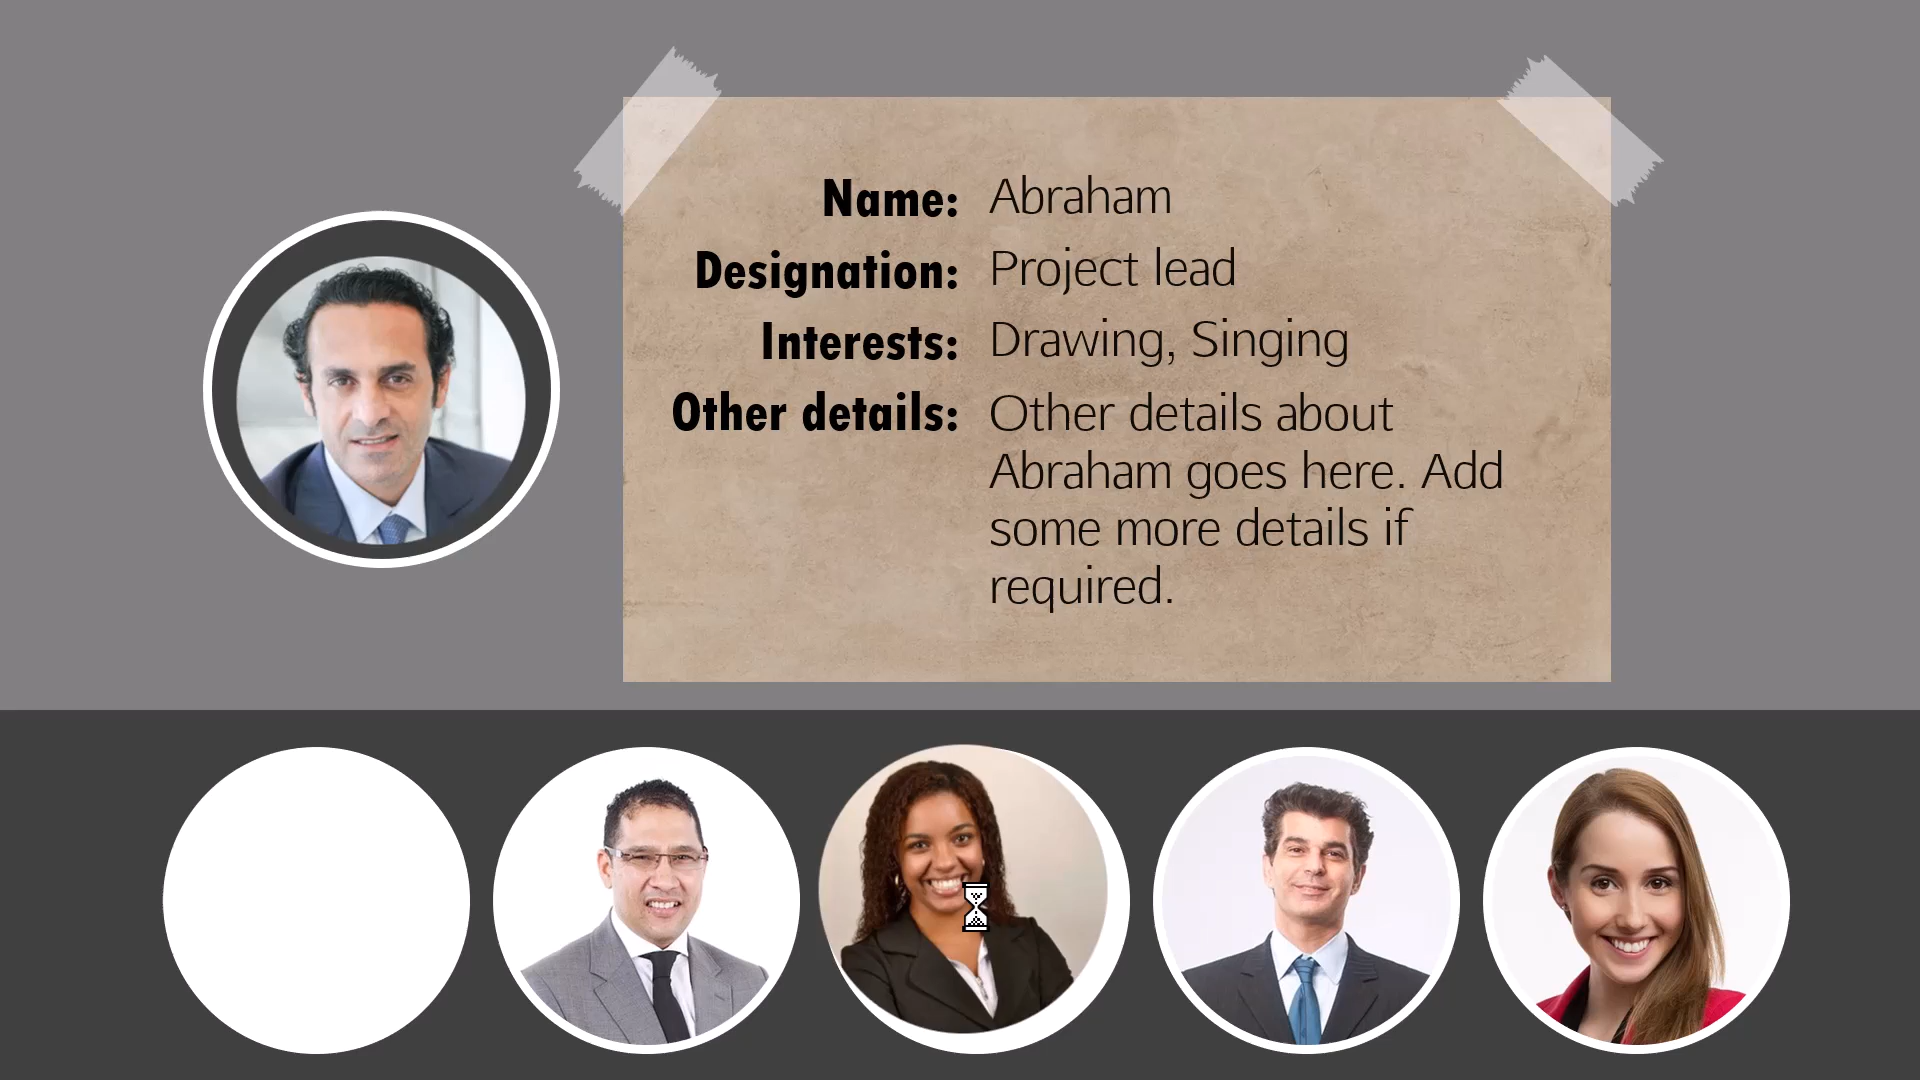 Name: Abraham
Designation: Project lead
Interests: Drawing, Singing
Other details: Other details about
Abraham goes here. Add
some more details if
required.